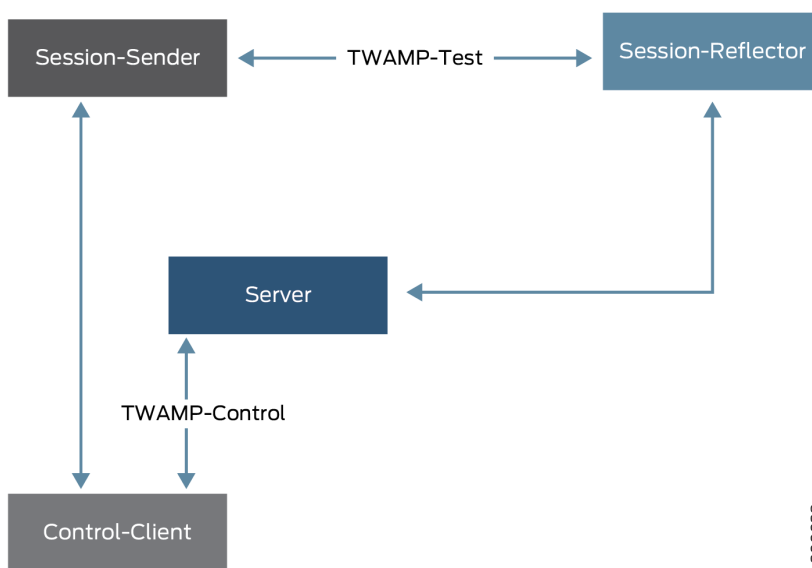 Session-Sender
TWAMP-Test
Session-Reflector
Server
TWAMP-Control
Control-Client